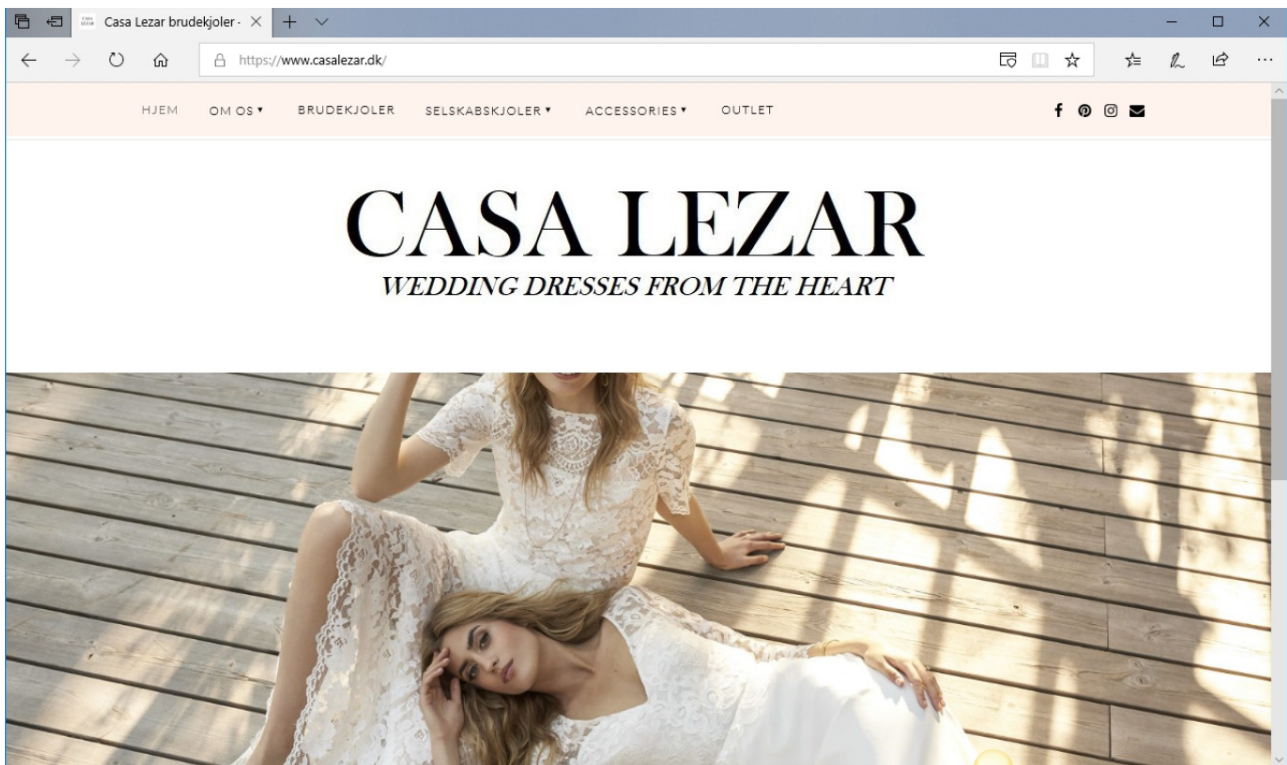 Casa Lezar brudekjoler -
https://www.casalezar.dk/
HJEM OM OS BRUDEKJOLER SELSKABSKJOLER ACCESSORIES OUTLET
CASA LEZAR
WEDDING DRESSES FROM THE HEART